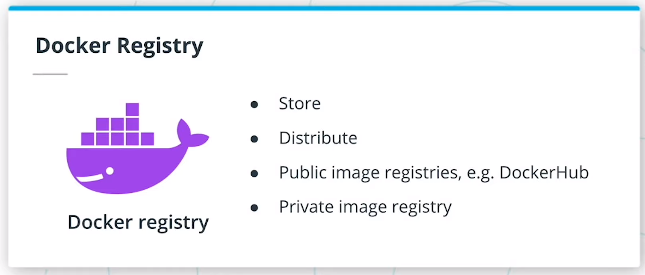 Docker Registry
● Store
● Distribute
● Public image registries, e.g. DockerHub
● Private image registry
Docker registry